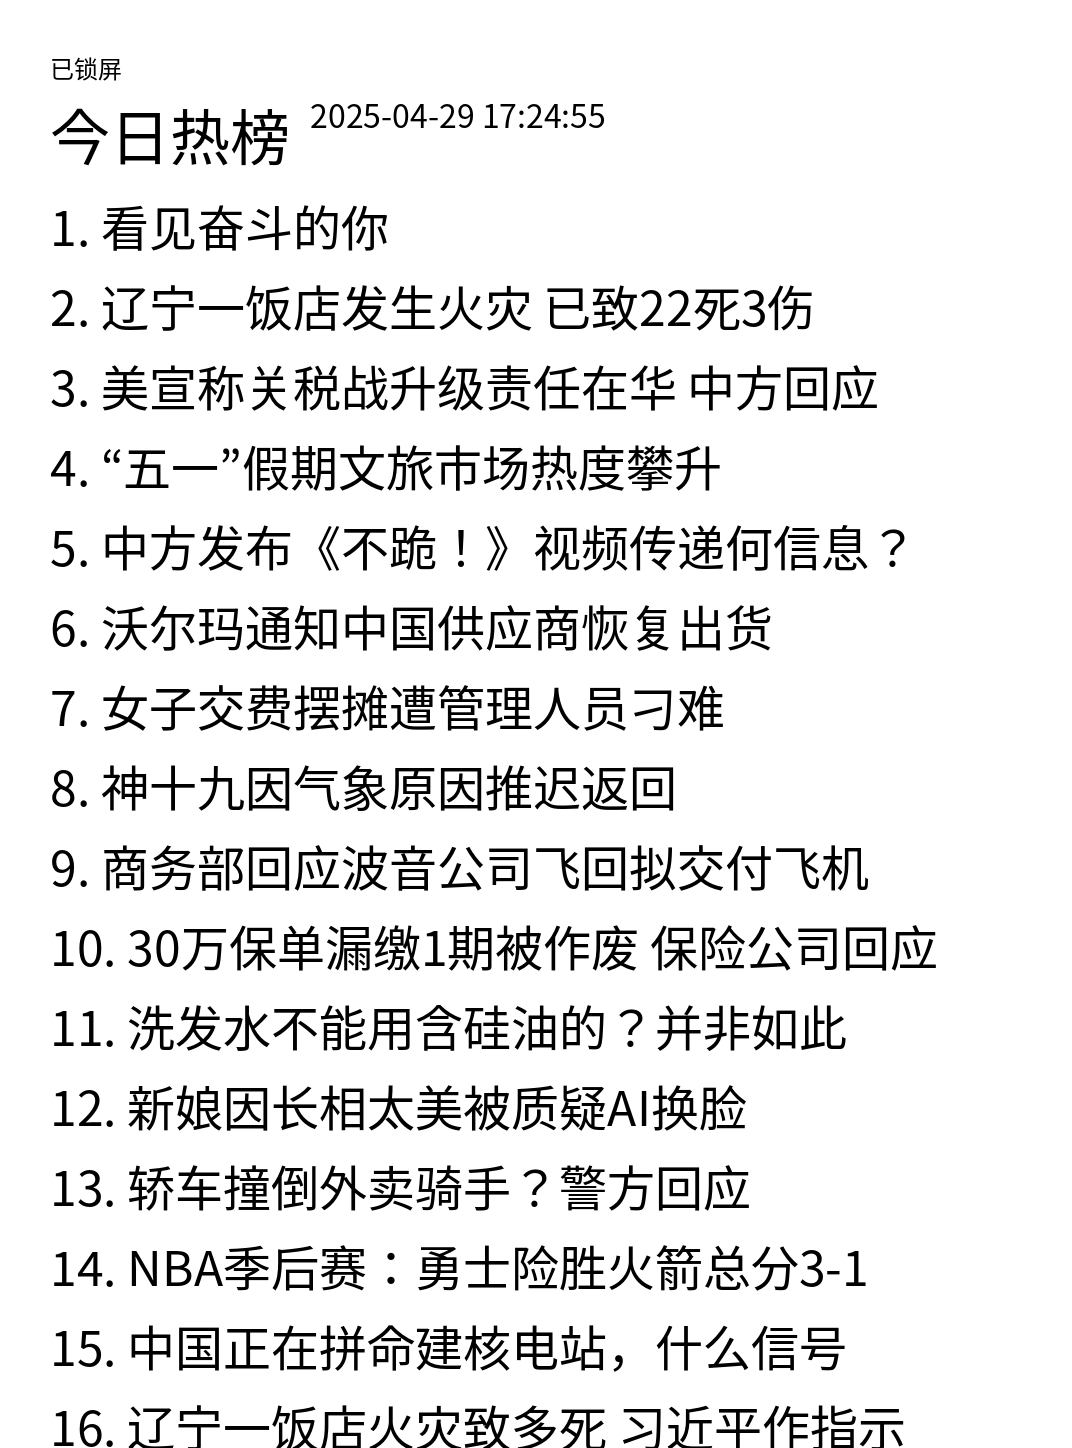 已锁屏
今日热榜 2025-04-29 17:24:55
1. 看见奋斗的你
2. 辽宁一饭店发生火灾 已致22死3伤
3. 美宣称关税战升级责任在华 中方回应
4. “五一”假期文旅市场热度攀升
5. 中方发布《不跪！》视频传递何信息？
6. 沃尔玛通知中国供应商恢复出货
7. 女子交费摆摊遭管理人员刁难
8. 神十九因气象原因推迟返回
9. 商务部回应波音公司飞回拟交付飞机
10. 30万保单漏缴1期被作废 保险公司回应
11. 洗发水不能用含硅油的？并非如此
12. 新娘因长相太美被质疑AI换脸
13. 轿车撞倒外卖骑手？警方回应
14. NBA季后赛：勇士险胜火箭总分3-1
15. 中国正在拼命建核电站，什么信号
16. 辽宁一饭店火灾致多死 习近平作指示